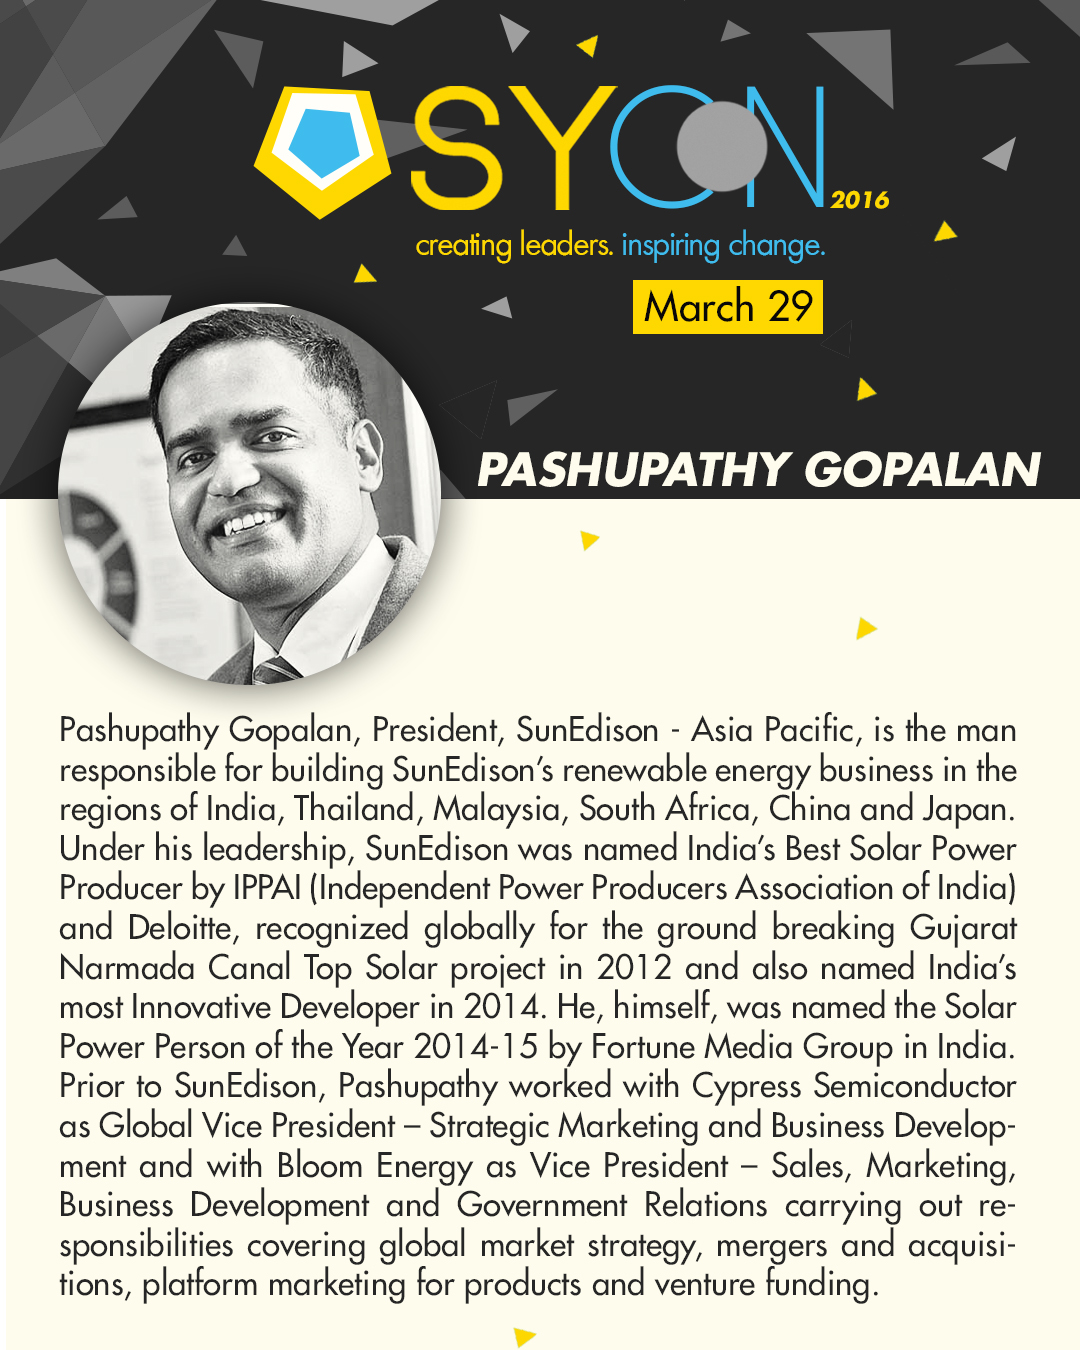 SYCON 2016
creating leaders. inspiring change.
March 29
PASHUPATHY GOPALAN
Pashupathy Gopalan, President, SunEdison - Asia Pacific, is the man
responsible for building SunEdison’s renewable energy business in the
regions of India, Thailand, Malaysia, South Africa, China and Japan.
Under his leadership, SunEdison was named India’s Best Solar Power
Producer by IPPAI (Independent Power Producers Association of India)
and Deloitte, recognized globally for the ground breaking Gujarat
Narmada Canal Top Solar project in 2012 and also named India’s
most Innovative Developer in 2014. He, himself, was named the Solar
Power Person of the Year 2014-15 by Fortune Media Group in India.
Prior to SunEdison, Pashupathy worked with Cypress Semiconductor
as Global Vice President – Strategic Marketing and Business Develop-
ment and with Bloom Energy as Vice President – Sales, Marketing,
Business Development and Government Relations carrying out re-
sponsibilities covering global market strategy, mergers and acquisi-
tions, platform marketing for products and venture funding.